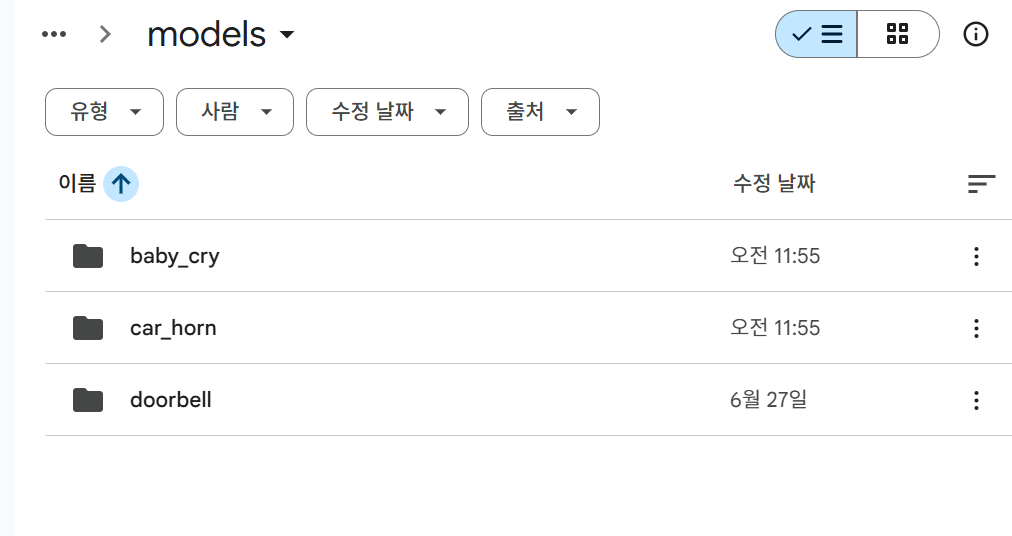 models
유형 사람 수정 날짜 출처
이름 수정 날짜
baby_cry 오전 11:55
car_horn 오전 11:55
doorbell 6월 27일